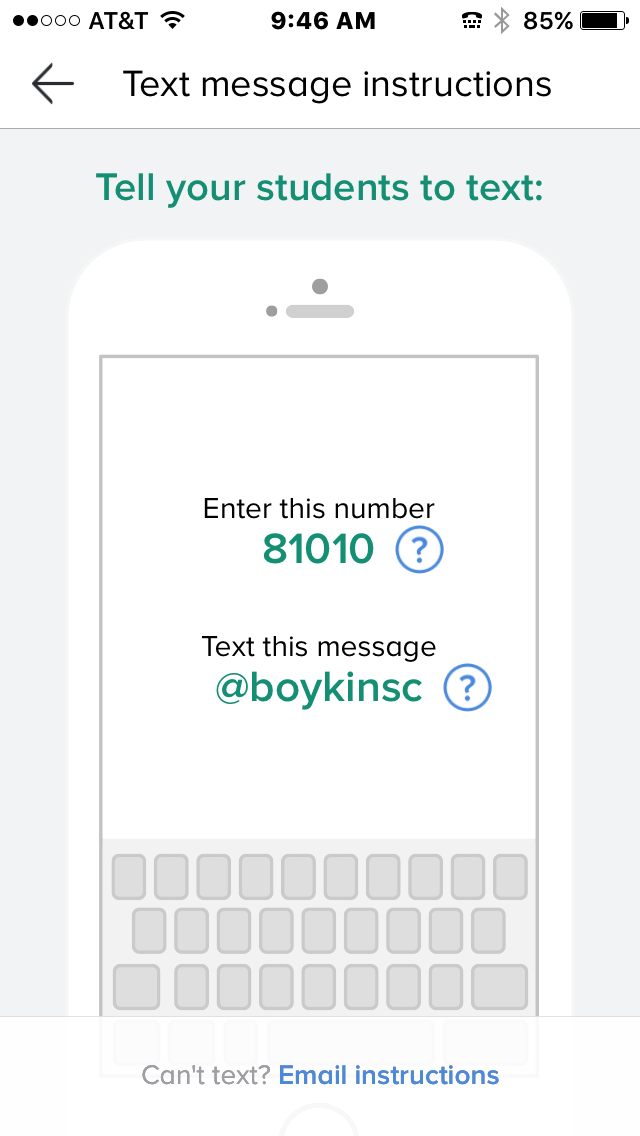 AT&T 9:46 AM 85%
Text message instructions
Tell your students to text:
Enter this number
81010 ?
Text this message
@boykinsc ?
Can't text? Email instructions